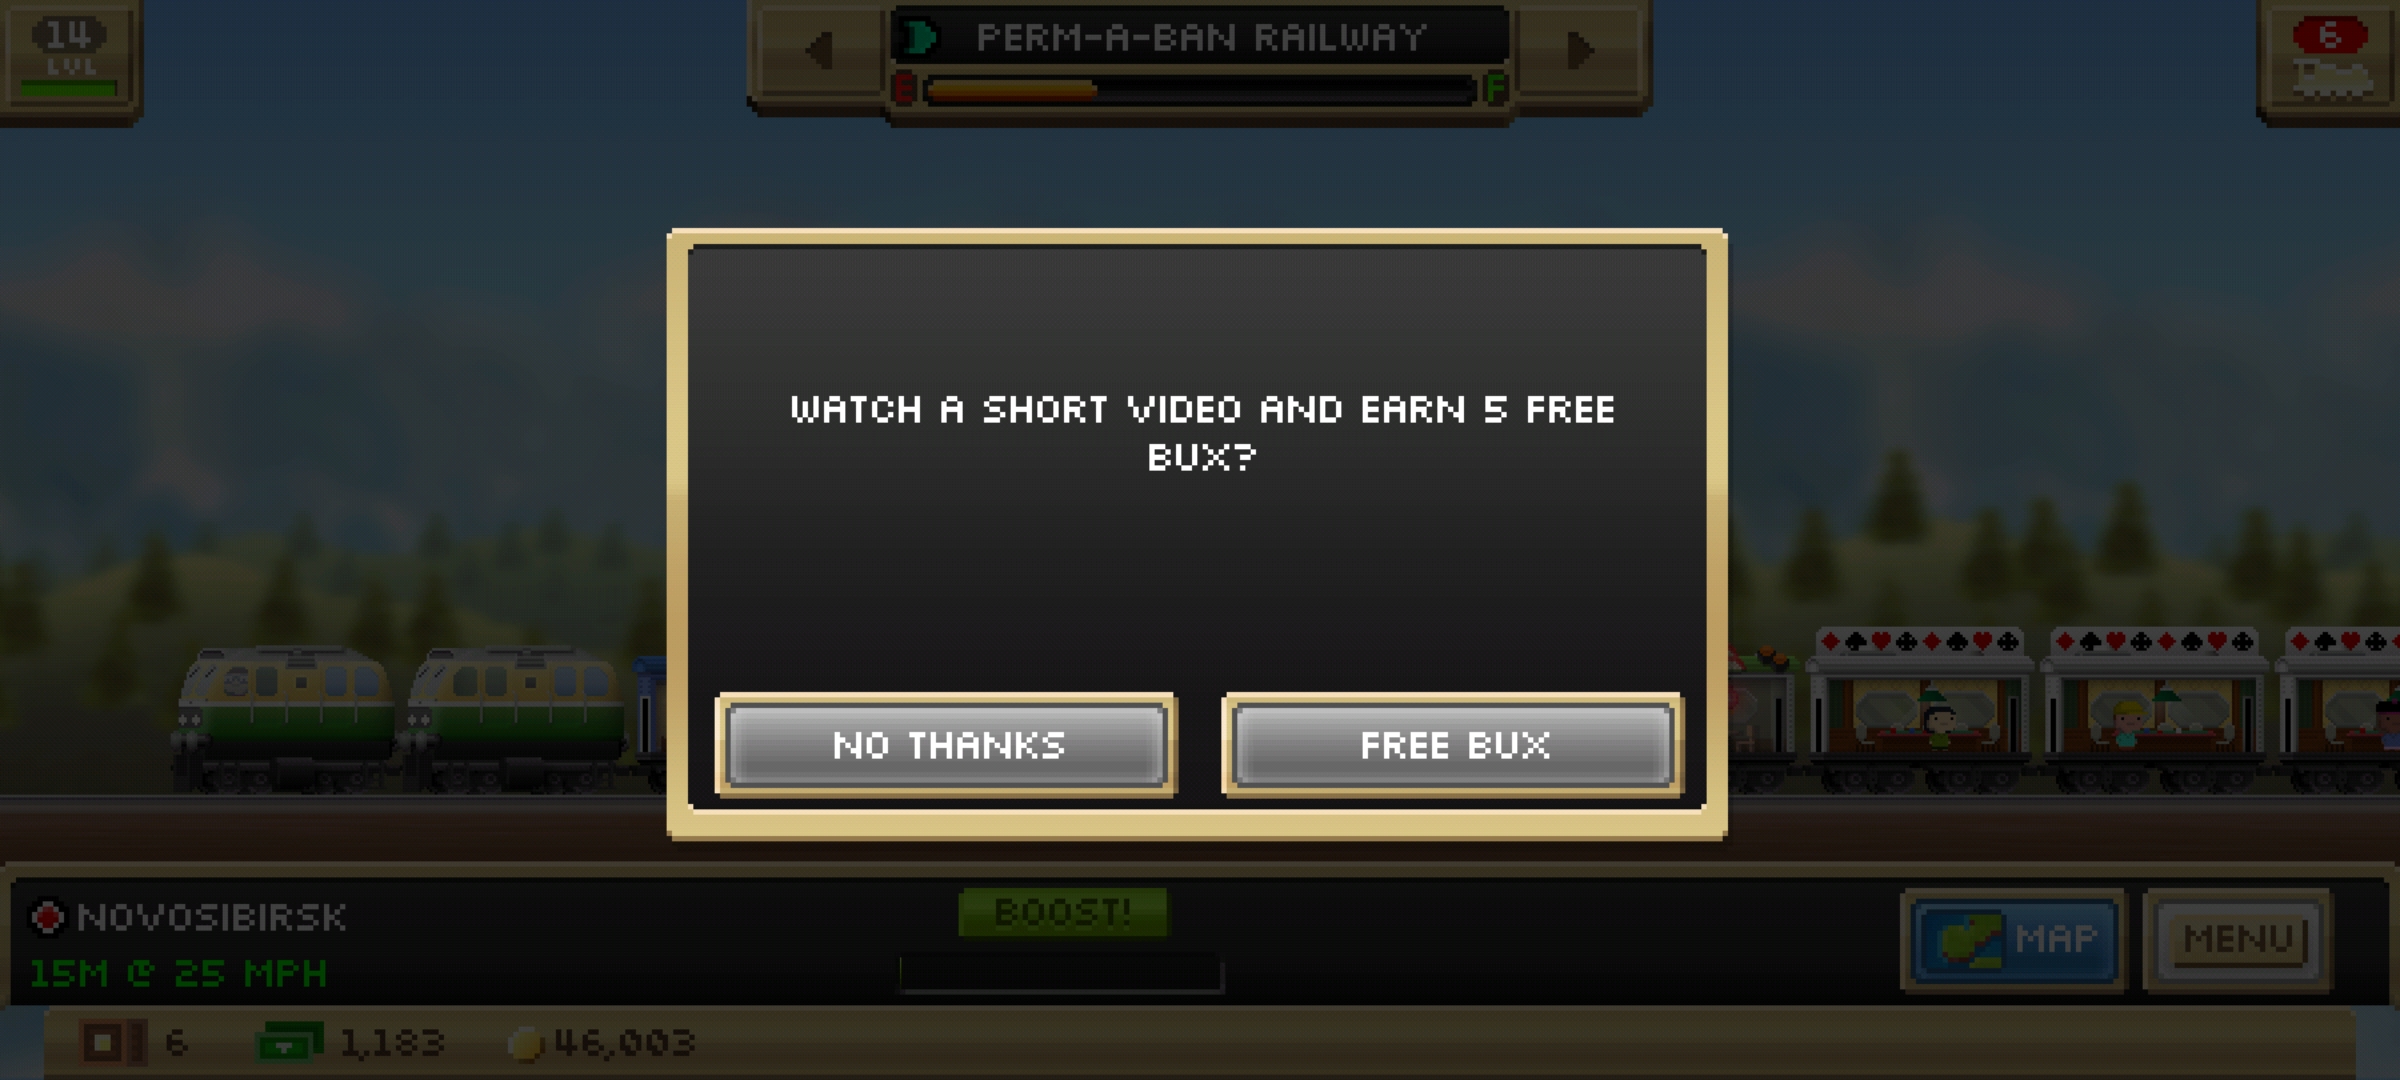 14
LVL
PERM-A-BAN RAILWAY
E F
6
WATCH A SHORT VIDEO AND EARN 5 FREE
BUX?
NO THANKS
FREE BUX
NOVOSIBIRSK
15M @ 25 MPH
BOOST!
MAP
MENU
6
1,183
46,003